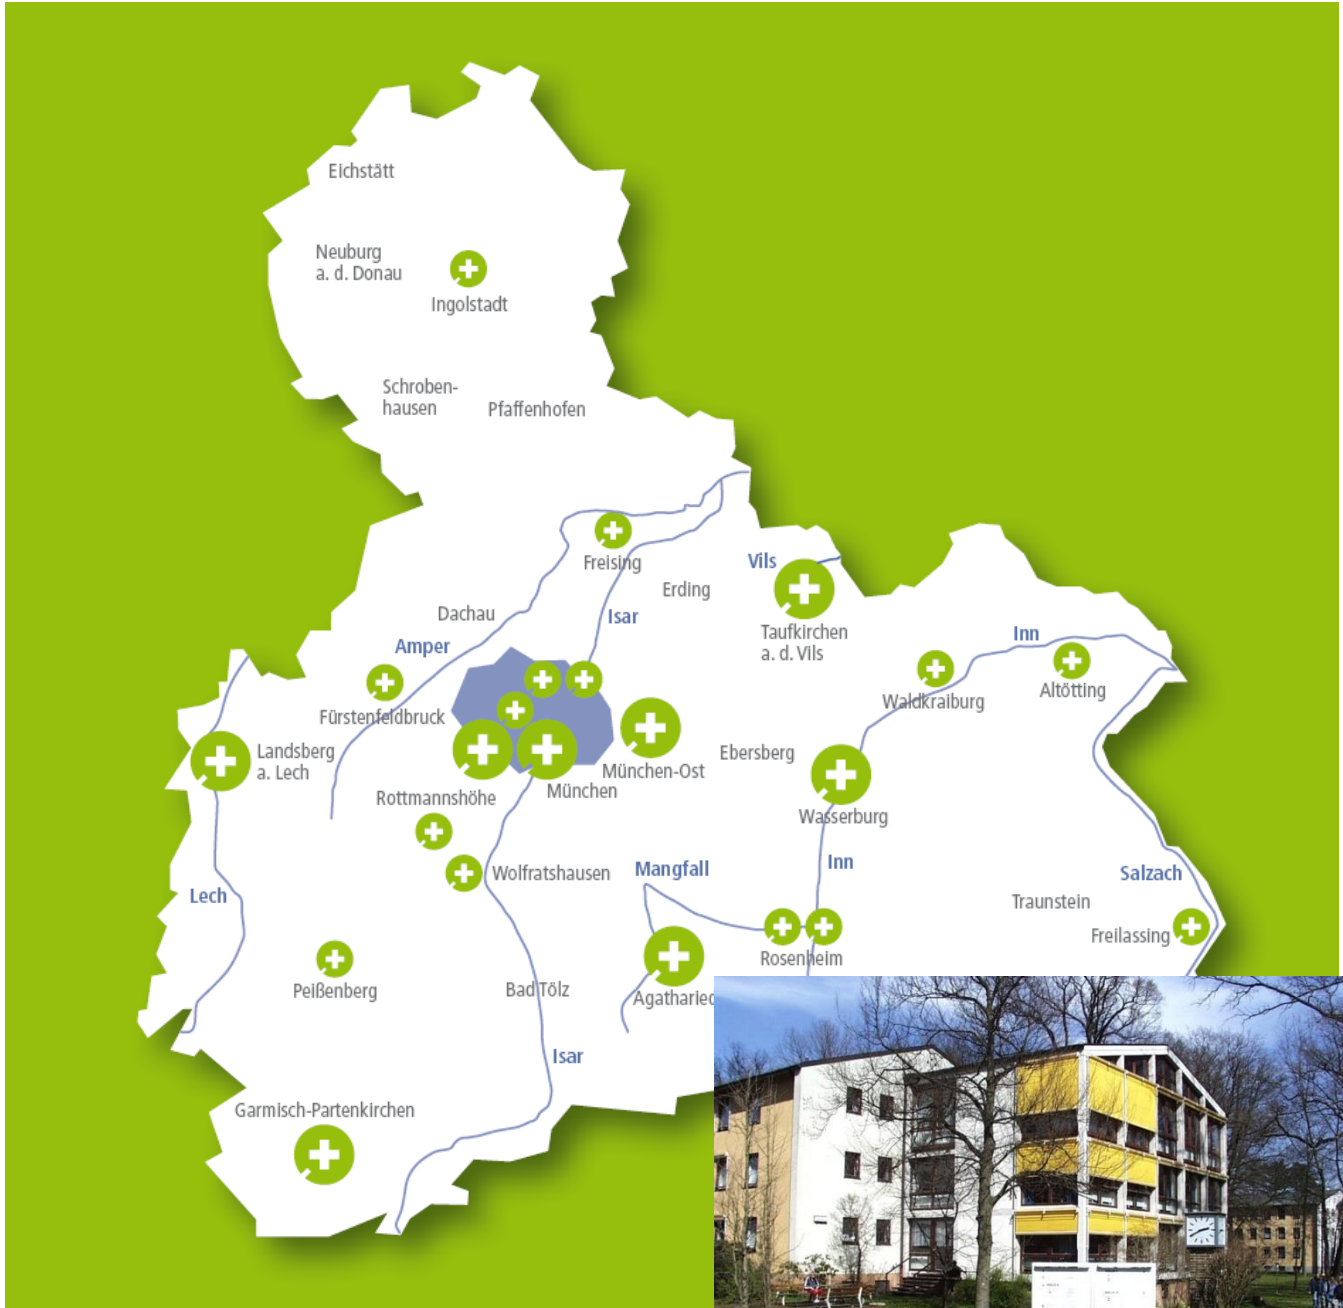 Eichstätt
Neuburg
a. d. Donau
Ingolstadt
Schroben-
hausen
Pfaffenhofen
Freising
Vils
Erding
Dachau
Isar
Taufkirchen
a. d. Vils
Inn
Amper
Altötting
Waldkraiburg
Fürstenfeldbruck
Landsberg
a. Lech
Ebersberg
München-Ost
München
Rottmannshöhe
Wasserburg
Inn
Mangfall
Wolfratshausen
Salzach
Lech
Traunstein
Freilassing
Rosenheim
Peißenberg
Bad Tölz
Agatharied
Isar
Garmisch-Partenkirchen